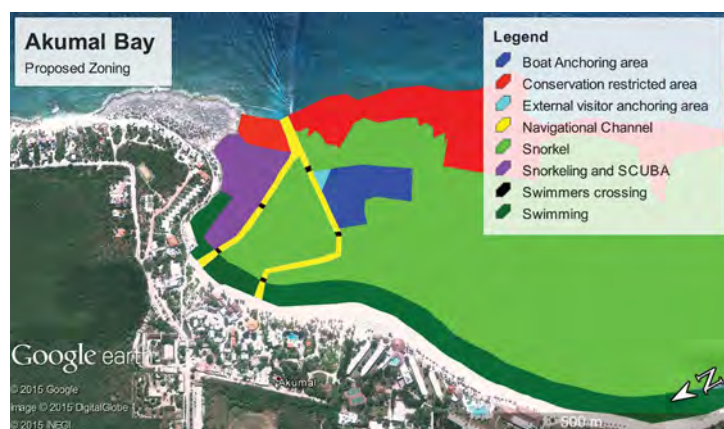 Akumal Bay
Proposed Zoning
Legend
Boat Anchoring area
Conservation restricted area
External visitor anchoring area
Navigational Channel
Snorkel
Snorkeling and SCUBA
Swimmers crossing
Swimming
Google earth
Akumal
© 2015 Google
Image © 2015 DigitalGlobe
© 2015 INEGI
N
500 m